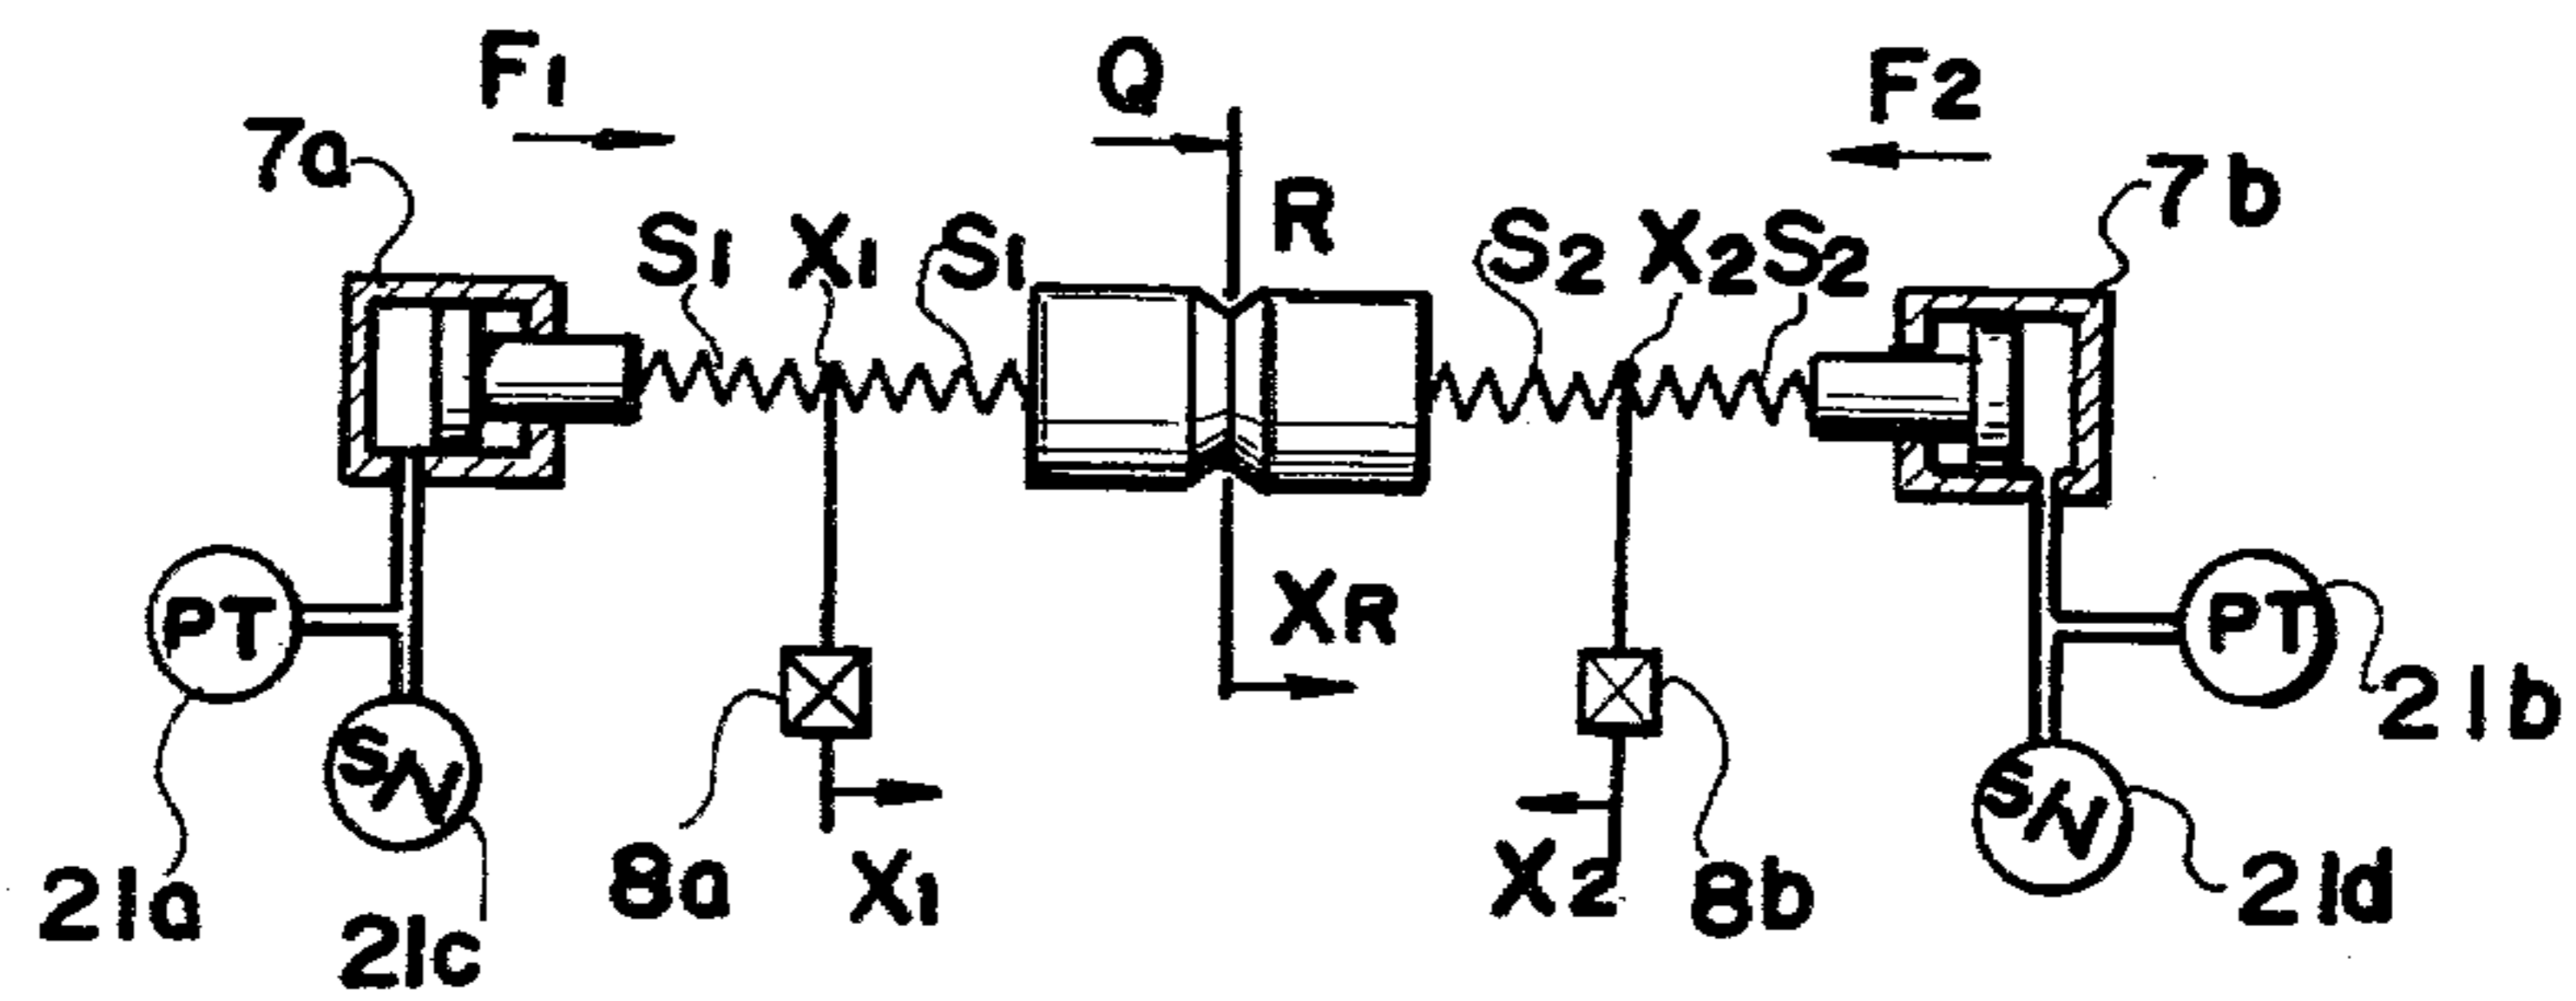 F1 Q F2
7a R 7b
S1 X1 S1 S2 X2 S2
XR
PT PT
S/V S/V
21b
8a X1 X2 8b
21a 21c 21d